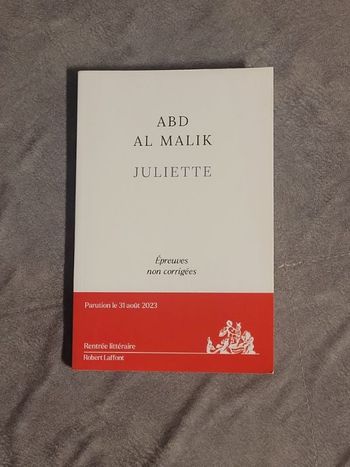 ABD
AL MALIK
JULIETTE
Épreuves
non corrigées
Parution le 31 août 2023
Rentrée littéraire
Robert Laffont